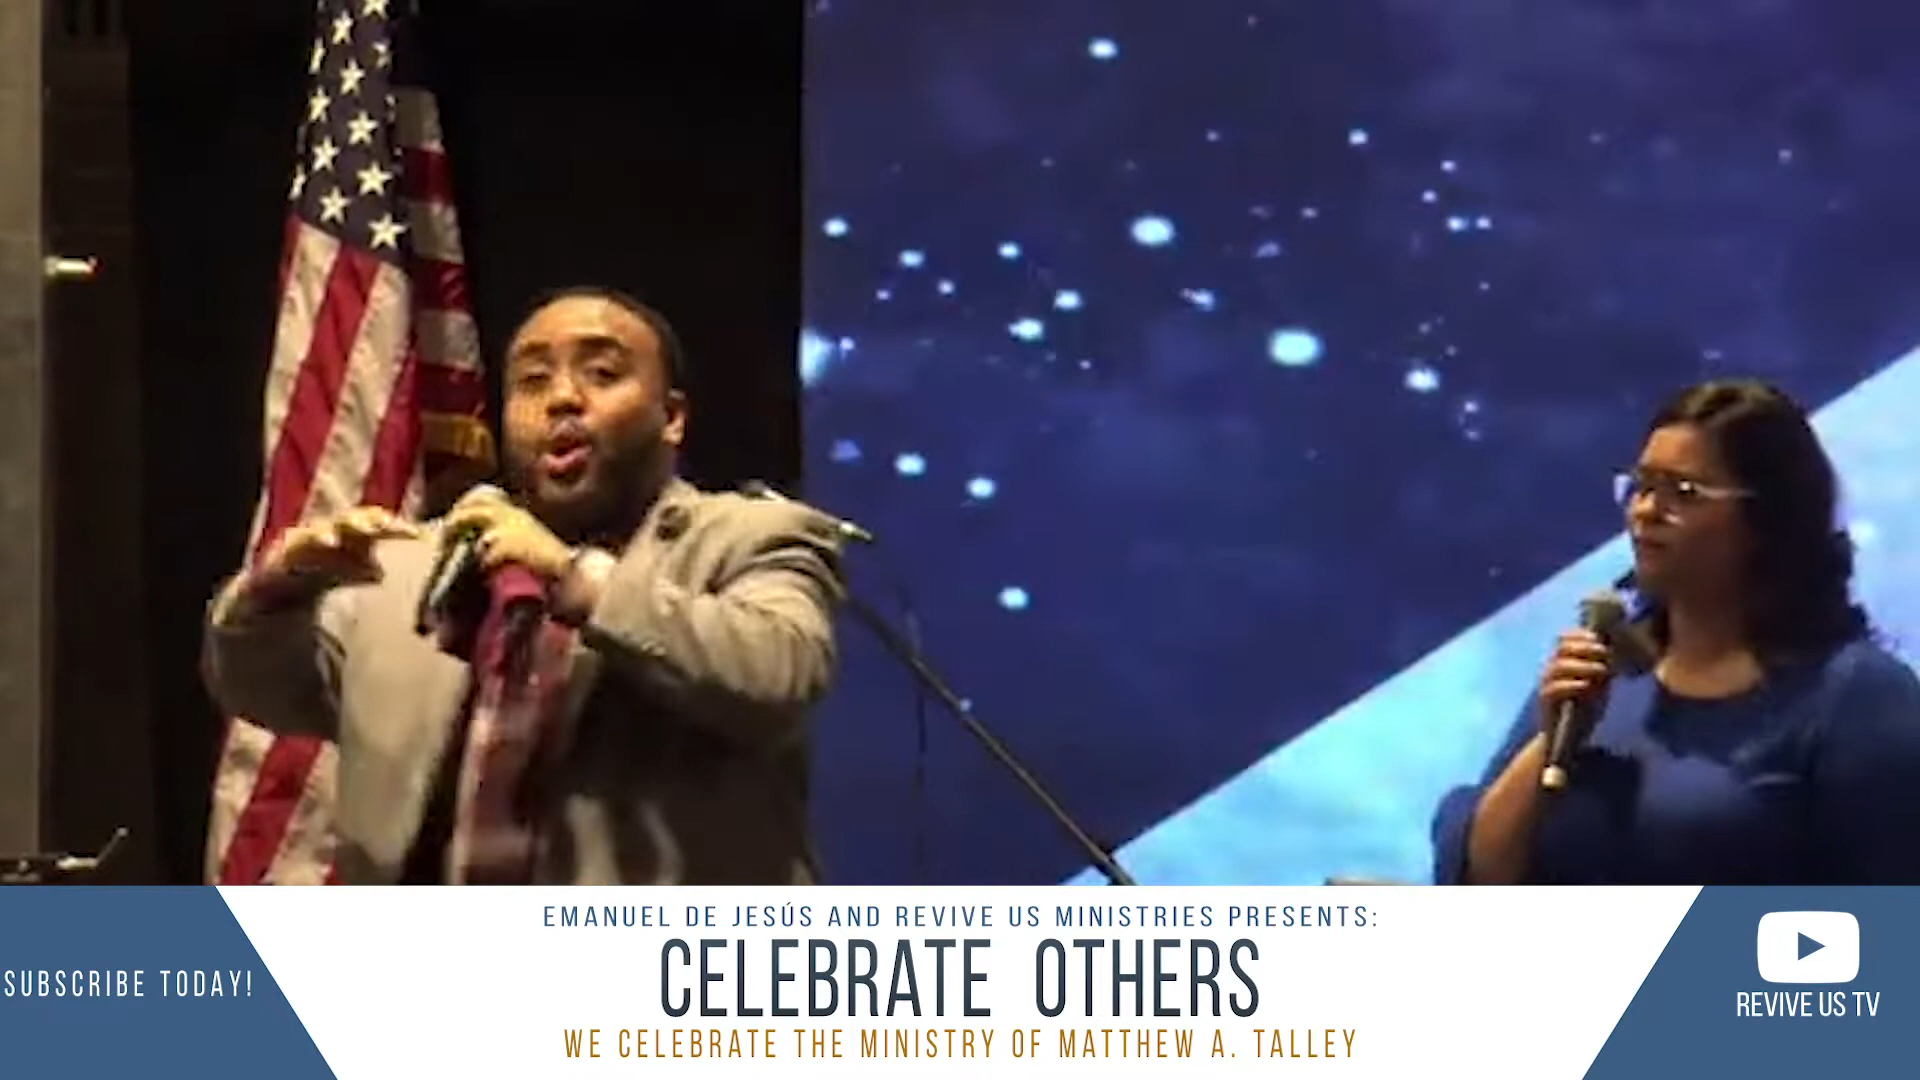 EMANUEL DE JESÚS AND REVIVE US MINISTRIES PRESENTS:
CELEBRATE OTHERS
WE CELEBRATE THE MINISTRY OF MATTHEW A. TALLEY
SUBSCRIBE TODAY!
REVIVE US TV